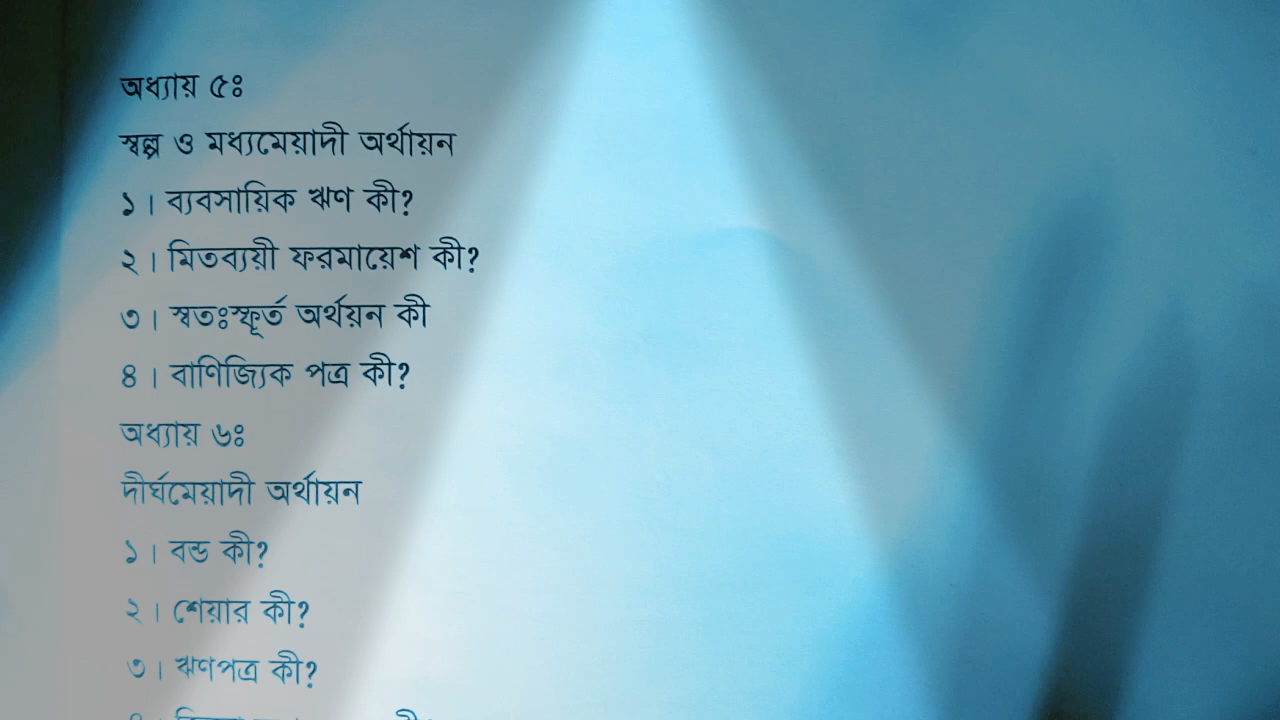 অধ্যায় ৫ঃ
স্বল্প ও মধ্যমেয়াদী অর্থায়ন
১। ব্যবসায়িক ঋণ কী?
২। মিতব্যয়ী ফরমায়েশ কী?
৩। স্বতঃস্ফূর্ত অর্থয়ন কী
৪। বাণিজ্যিক পত্র কী?
অধ্যায় ৬ঃ
দীর্ঘমেয়াদী অর্থায়ন
১। বন্ড কী?
২। শেয়ার কী?
৩। ঋণপত্র কী?